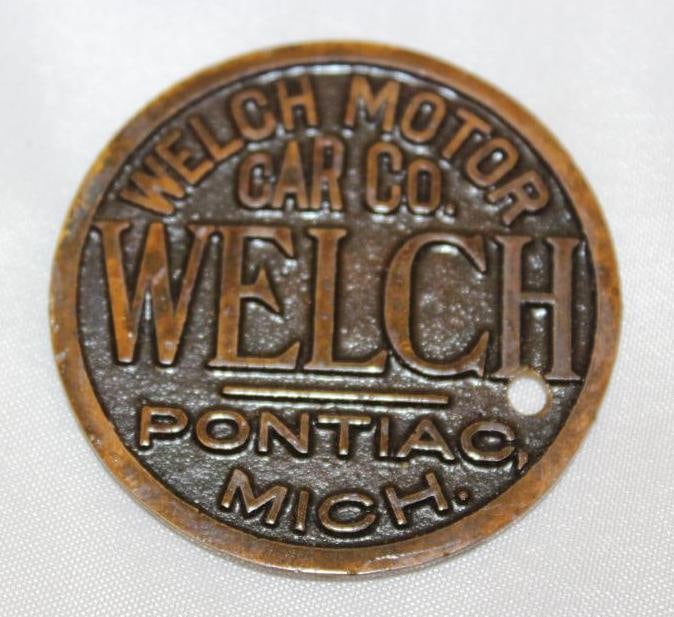 WELCH MOTOR
CAR CO.
WELCH
PONTIAC,
MICH.